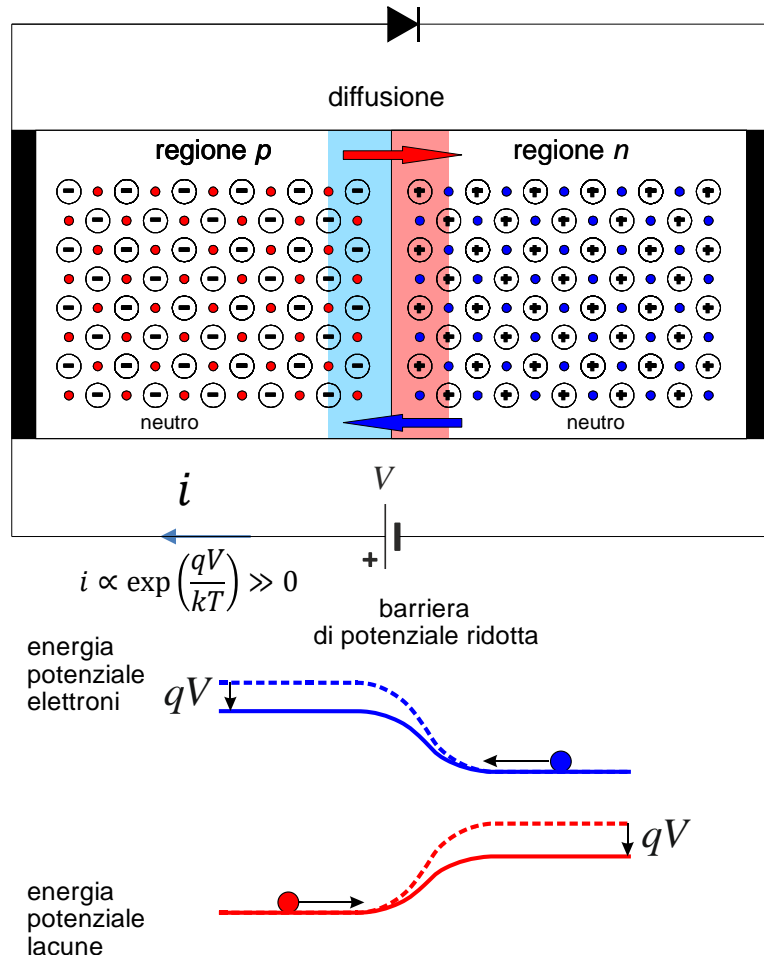 diffusione
regione p
regione n
neutro
neutro
i
V
+
i ∝ exp(qV/kT) ≫ 0
barriera
di potenziale ridotta
energia
potenziale
elettroni
qV
qV
energia
potenziale
lacune